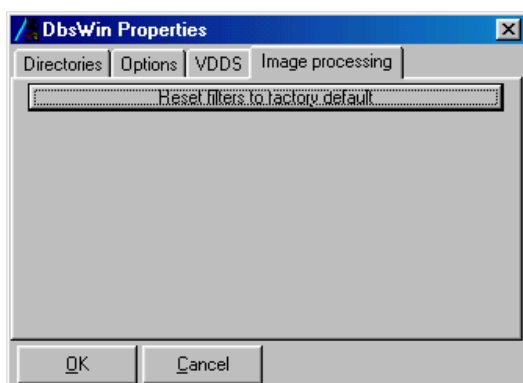 DbsWin Properties
Directories Options VDDS Image processing
Reset filters to factory default
OK Cancel